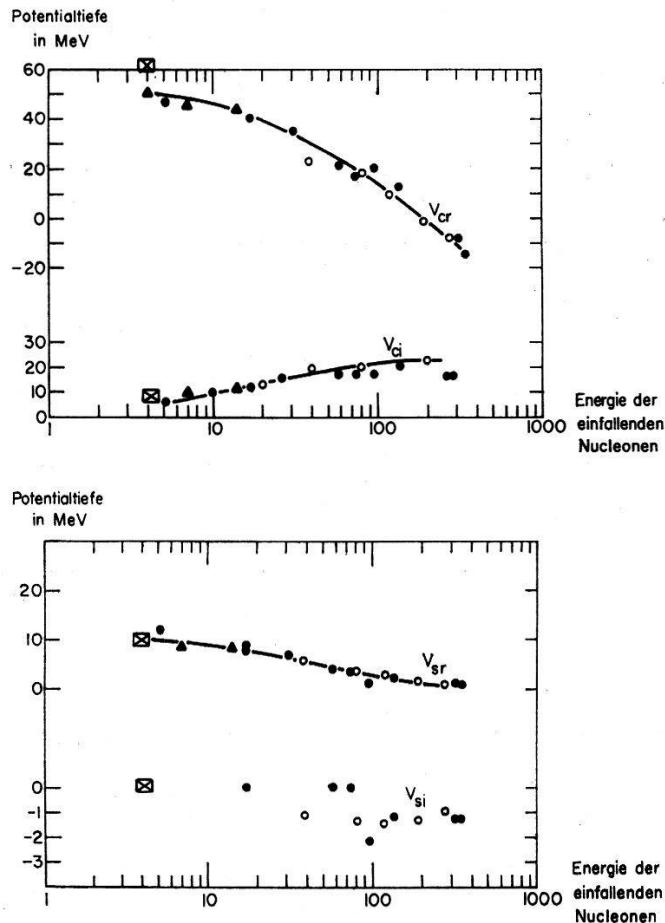 Potentialtiefe
in MeV
60
40
20
0
-20
V_cr
30
20
10
0
V_ci
1 10 100 1000
Energie der
einfallenden
Nucleonen
Potentialtiefe
in MeV
20
10
0
V_sr
0
-1
-2
-3
V_si
1 10 100 1000
Energie der
einfallenden
Nucleonen